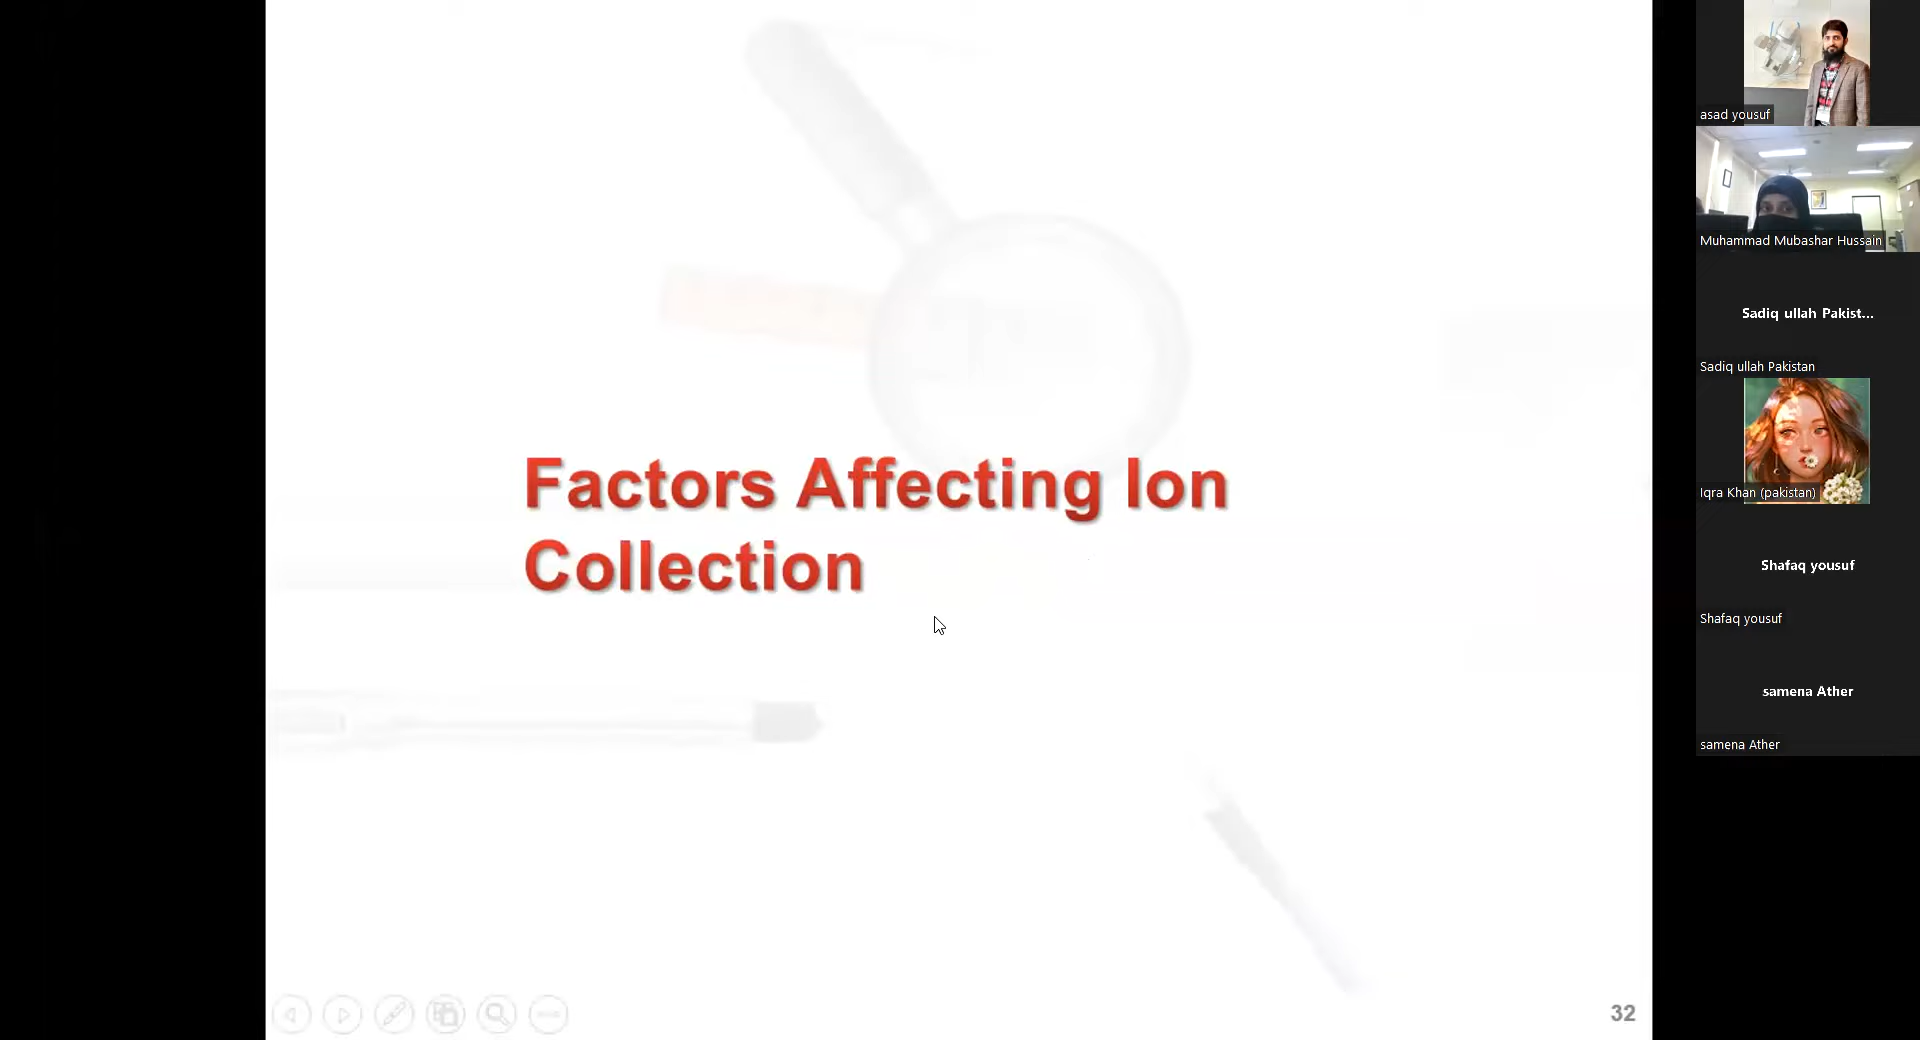 Factors Affecting Ion
Collection
32
asad yousuf
Muhammad Mubashar Hussain
Sadiq ullah Pakist...
Sadiq ullah Pakistan
Iqra Khan (pakistan)
Shafaq yousuf
Shafaq yousuf
samena Ather
samena Ather